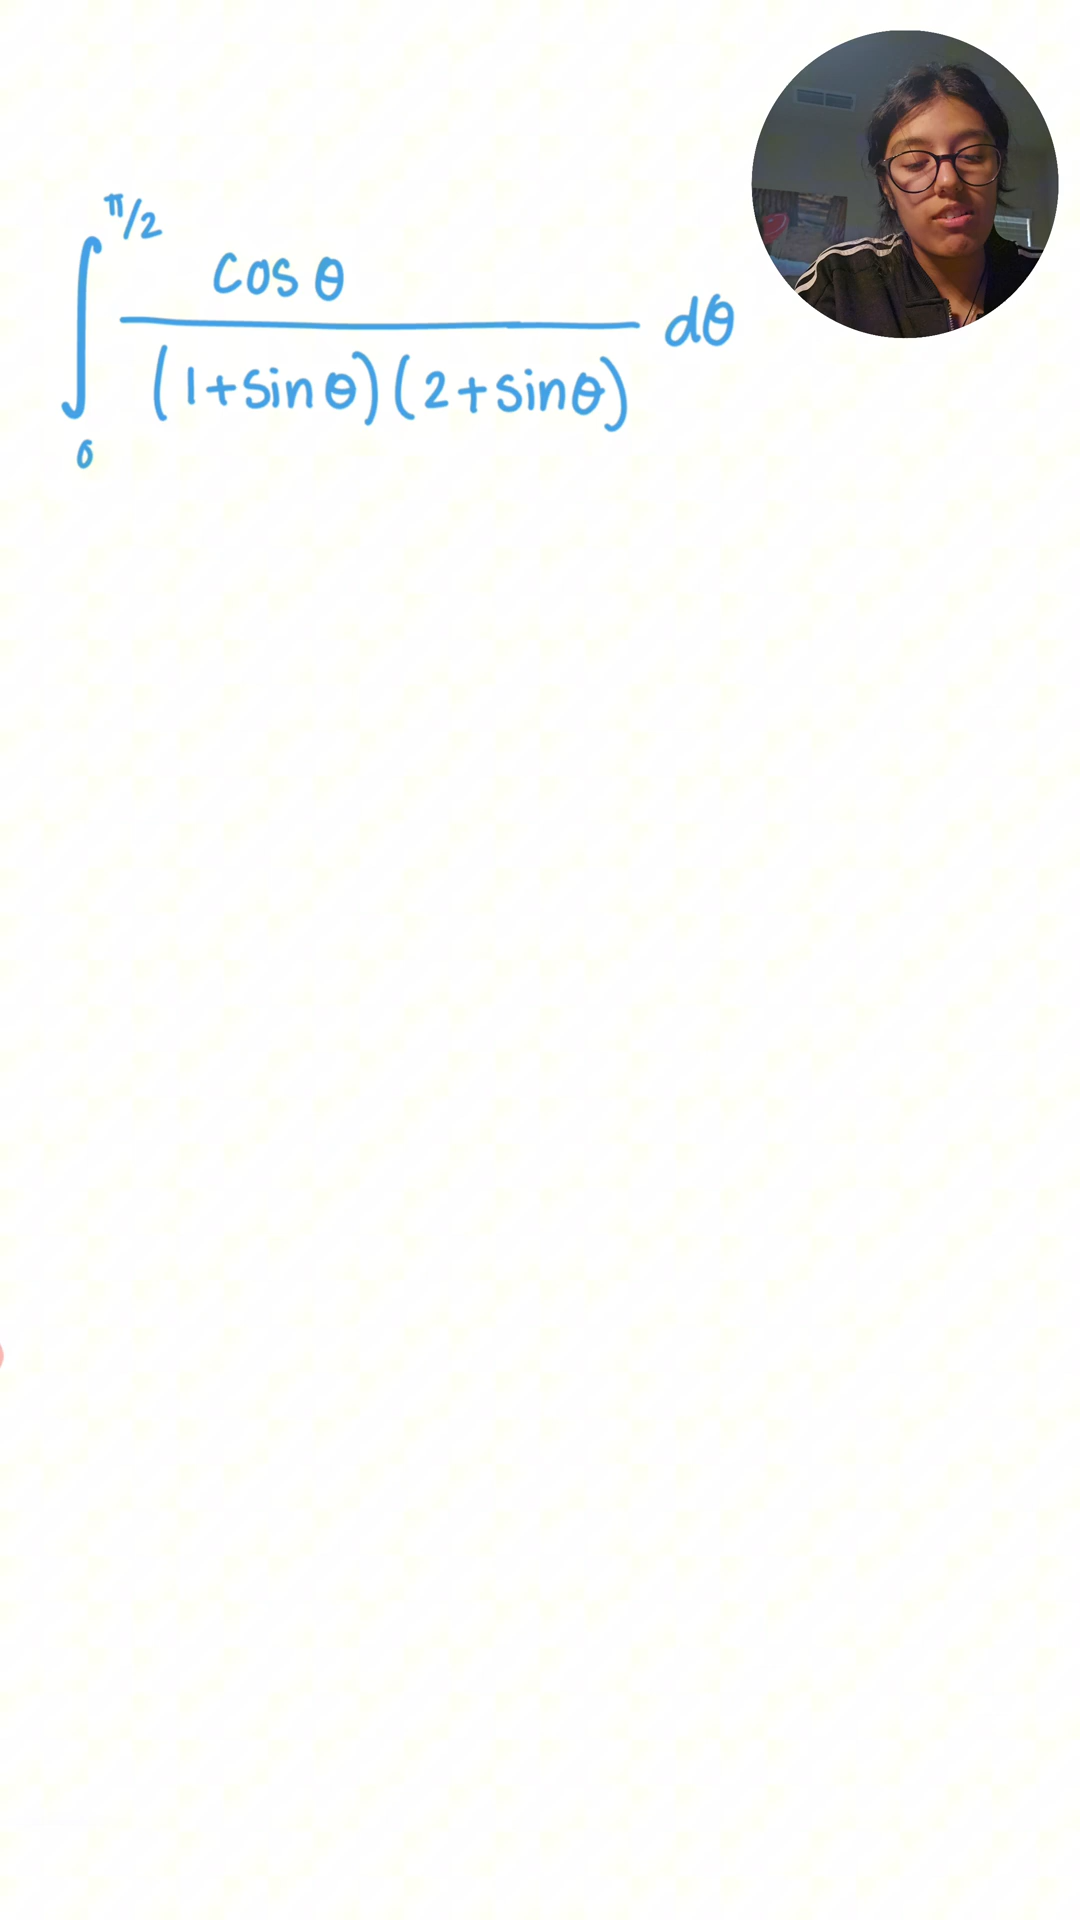 π/2
∫ cos θ
(1+sin θ)(2+sin θ) dθ
0